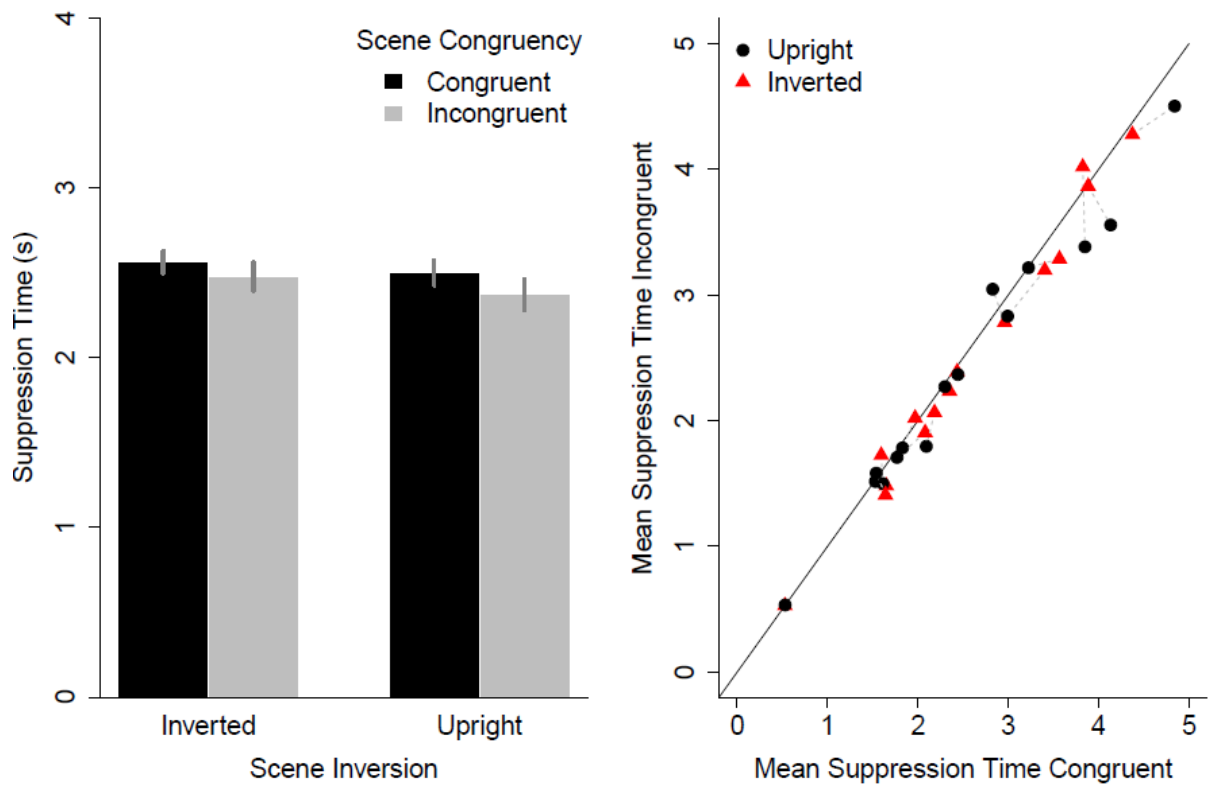 Suppression Time (s)
4
3
2
1
0
Scene Congruency
Congruent
Incongruent
Inverted
Upright
Scene Inversion
Mean Suppression Time Incongruent
5
4
3
2
1
0
Upright
Inverted
0
1
2
3
4
5
Mean Suppression Time Congruent